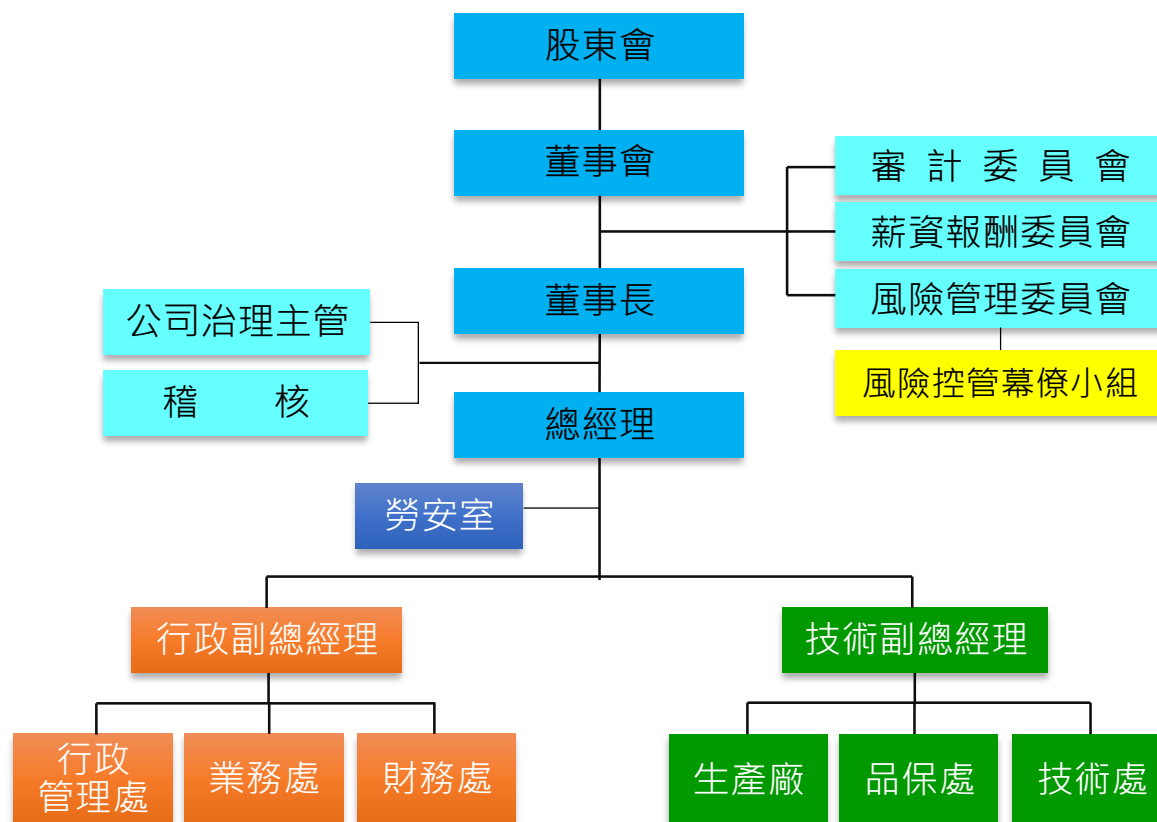 股東會
董事會
審計委員會
薪資報酬委員會
風險管理委員會
風險控管幕僚小組
董事長
公司治理主管
稽核
總經理
勞安室
行政副總經理
技術副總經理
行政
管理處
業務處
財務處
生產廠
品保處
技術處